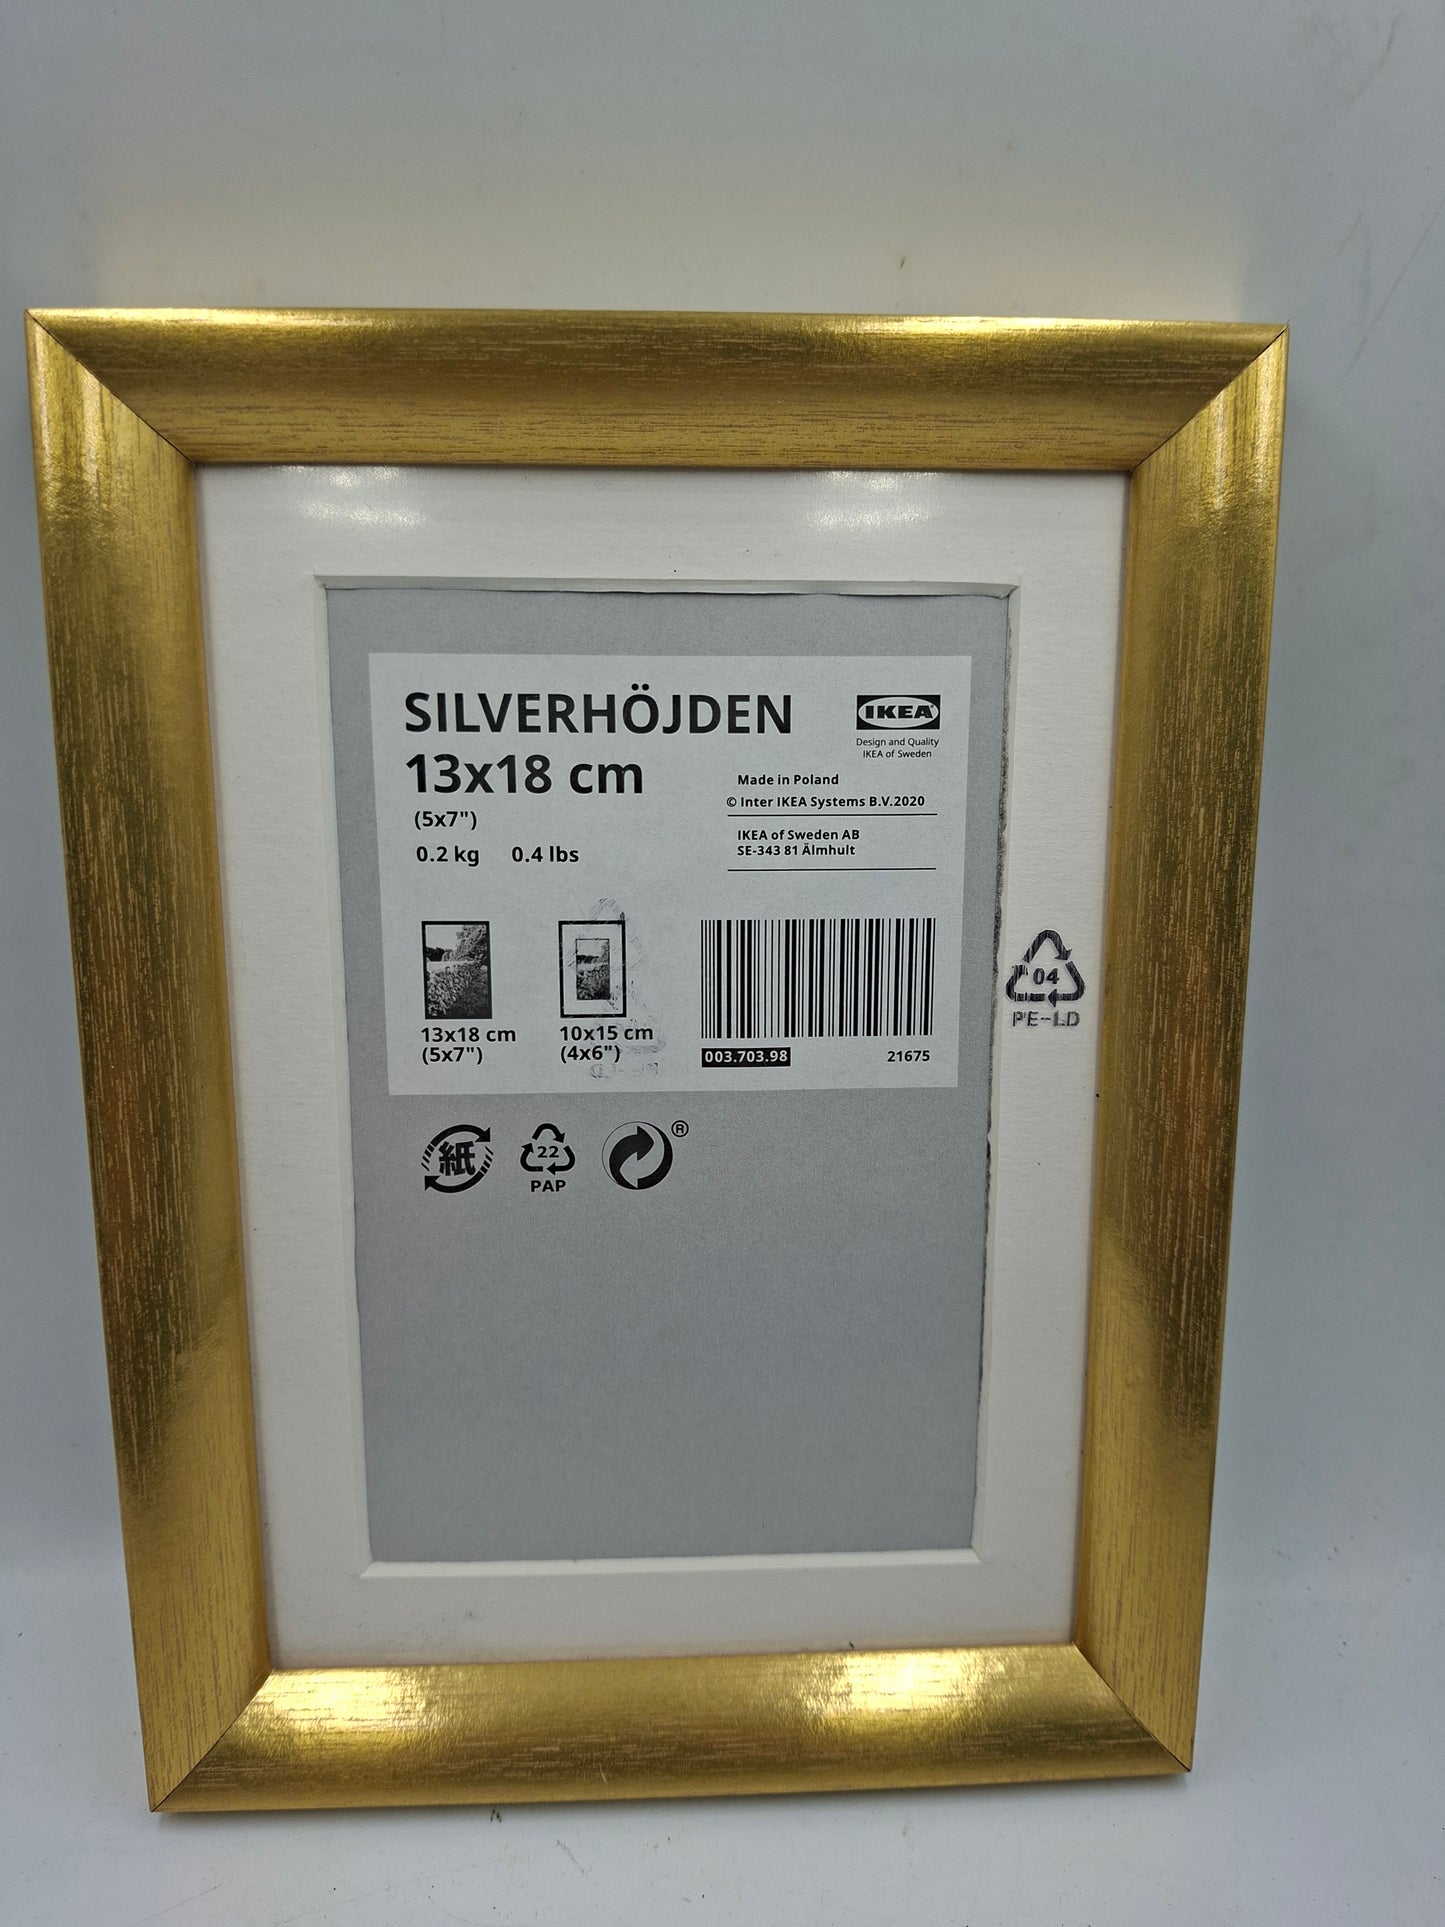 SILVERHÖJDEN
13x18 cm
(5x7")
0.2 kg 0.4 lbs
IKEA
®
Design and Quality
IKEA of Sweden
Made in Poland
© Inter IKEA Systems B.V.2020
IKEA of Sweden AB
SE-343 81 Älmhult
13x18 cm
(5x7")
10x15 cm
(4x6")
003.703.98
21675
04
PE-LD
紙
22
PAP
®